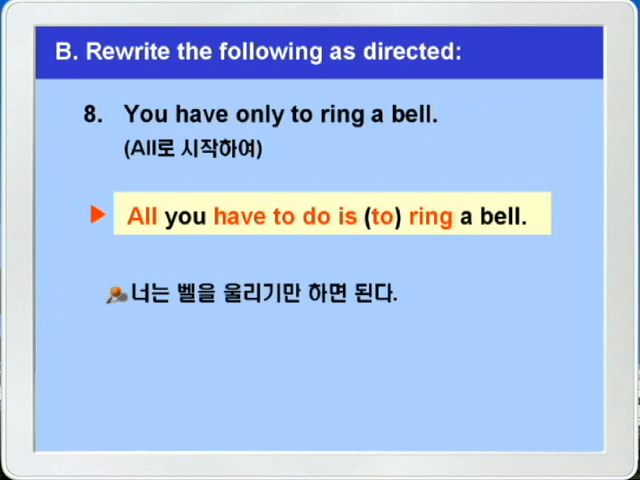 B. Rewrite the following as directed:
8. You have only to ring a bell.
(All로 시작하여)
All you have to do is (to) ring a bell.
너는 벨을 울리기만 하면 된다.